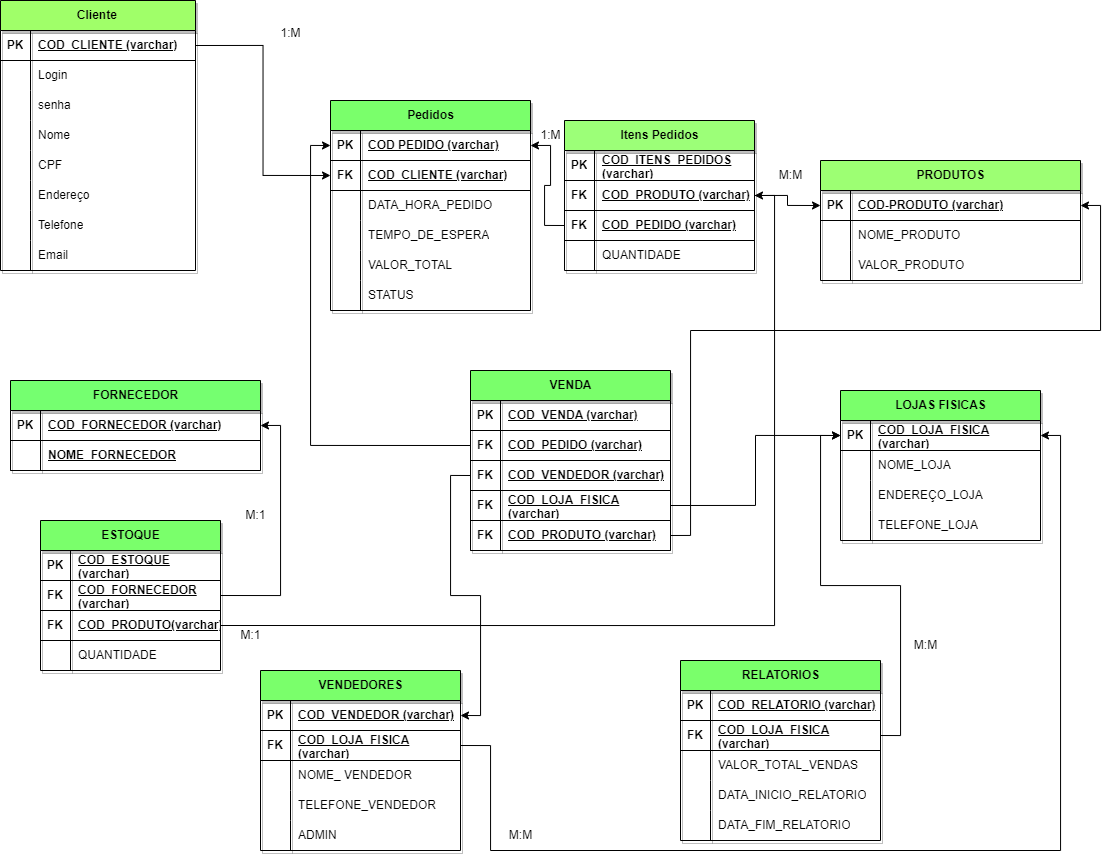 Cliente
PK COD_CLIENTE (varchar)
Login
senha
Nome
CPF
Endereço
Telefone
Email
1:M
Pedidos
PK COD PEDIDO (varchar)
FK COD_CLIENTE (varchar)
DATA_HORA_PEDIDO
TEMPO_DE_ESPERA
VALOR_TOTAL
STATUS
1:M
Itens Pedidos
PK COD_ITENS_PEDIDOS
(varchar)
FK COD_PRODUTO (varchar)
FK COD_PEDIDO (varchar)
QUANTIDADE
M:M
PRODUTOS
PK COD-PRODUTO (varchar)
NOME_PRODUTO
VALOR_PRODUTO
FORNECEDOR
PK COD_FORNECEDOR (varchar)
NOME_FORNECEDOR
M:1
VENDA
PK COD_VENDA (varchar)
FK COD_PEDIDO (varchar)
FK COD_VENDEDOR (varchar)
FK COD_LOJA_FISICA
(varchar)
FK COD_PRODUTO (varchar)
LOJAS FISICAS
PK COD_LOJA_FISICA
(varchar)
NOME_LOJA
ENDEREÇO_LOJA
TELEFONE_LOJA
ESTOQUE
PK COD_ESTOQUE
(varchar)
FK COD_FORNECEDOR
(varchar)
FK COD_PRODUTO(varchar
QUANTIDADE
M:1
VENDEDORES
PK COD_VENDEDOR (varchar)
FK COD_LOJA_FISICA
(varchar)
NOME_ VENDEDOR
TELEFONE_VENDEDOR
ADMIN
M:M
RELATORIOS
PK COD_RELATORIO (varchar)
FK COD_LOJA_FISICA
(varchar)
VALOR_TOTAL_VENDAS
DATA_INICIO_RELATORIO
DATA_FIM_RELATORIO
M:M